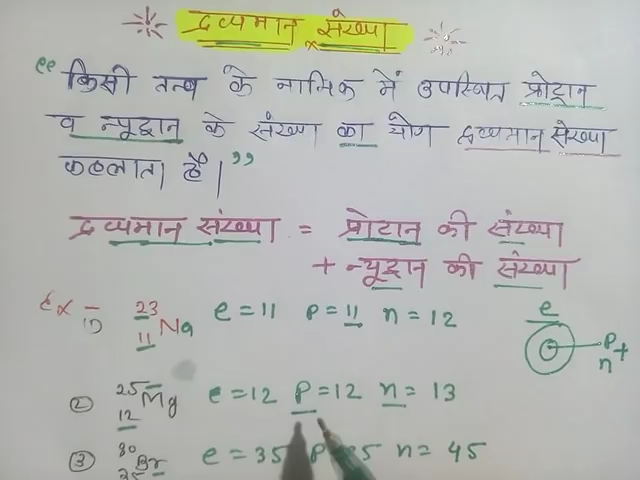 द्रव्यमान संख्या
"किसी तत्व के नाभिक में उपस्थित प्रोट्रान
व न्यूट्रान के संख्या का योग द्रव्यमान संख्या
कहलाता है।"
द्रव्यमान संख्या = प्रोटान की संख्या
+ न्यूट्रान की संख्या
Ex - 1) 23 11 Na e = 11 p = 11 n = 12
② 25 12 Mg e = 12 P = 12 n = 13
③ 80 35 Br e = 35 P 35 n = 45
e
p +
n